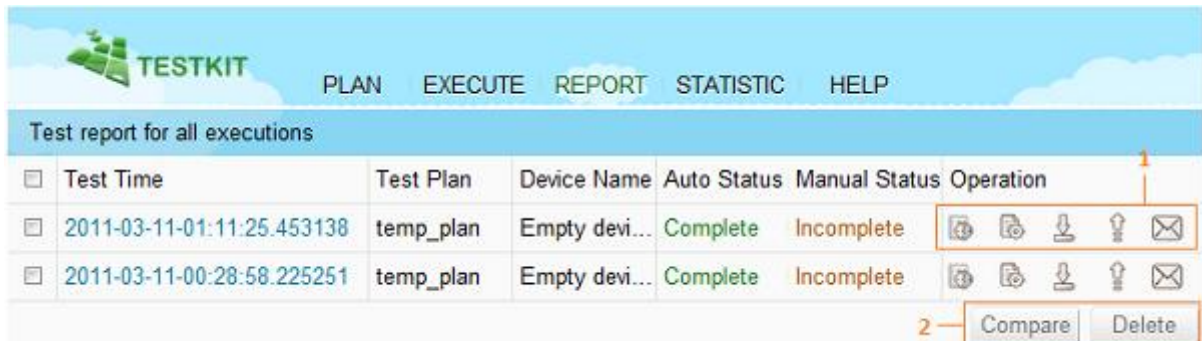 TESTKIT
PLAN EXECUTE REPORT STATISTIC HELP
Test report for all executions
1
Test Time Test Plan Device Name Auto Status Manual Status Operation
2011-03-11-01:11:25.453138 temp_plan Empty devi... Complete Incomplete
2011-03-11-00:28:58.225251 temp_plan Empty devi... Complete Incomplete
2 Compare Delete